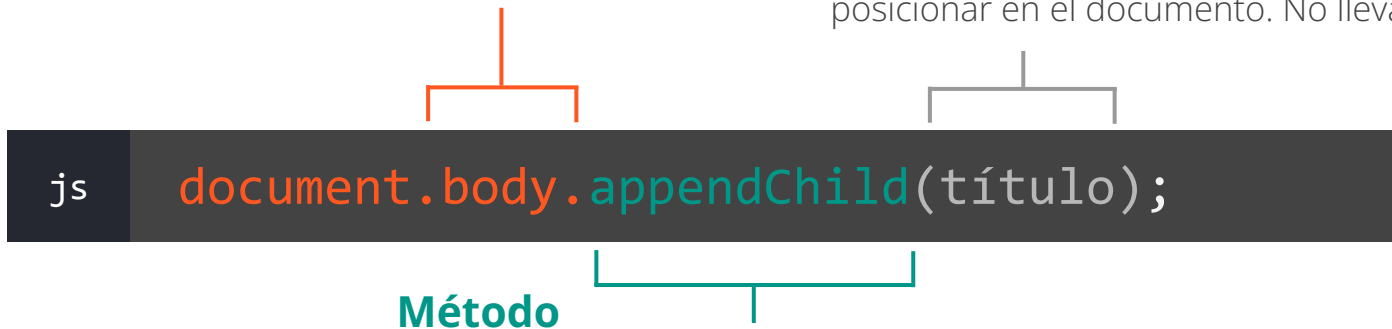 posicionar en el documento. No lleva
js document.body.appendChild(título);
Método